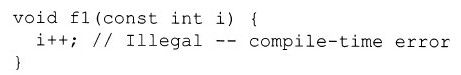 void f1(const int i) {
  i++; // Illegal -- compile-time error
}